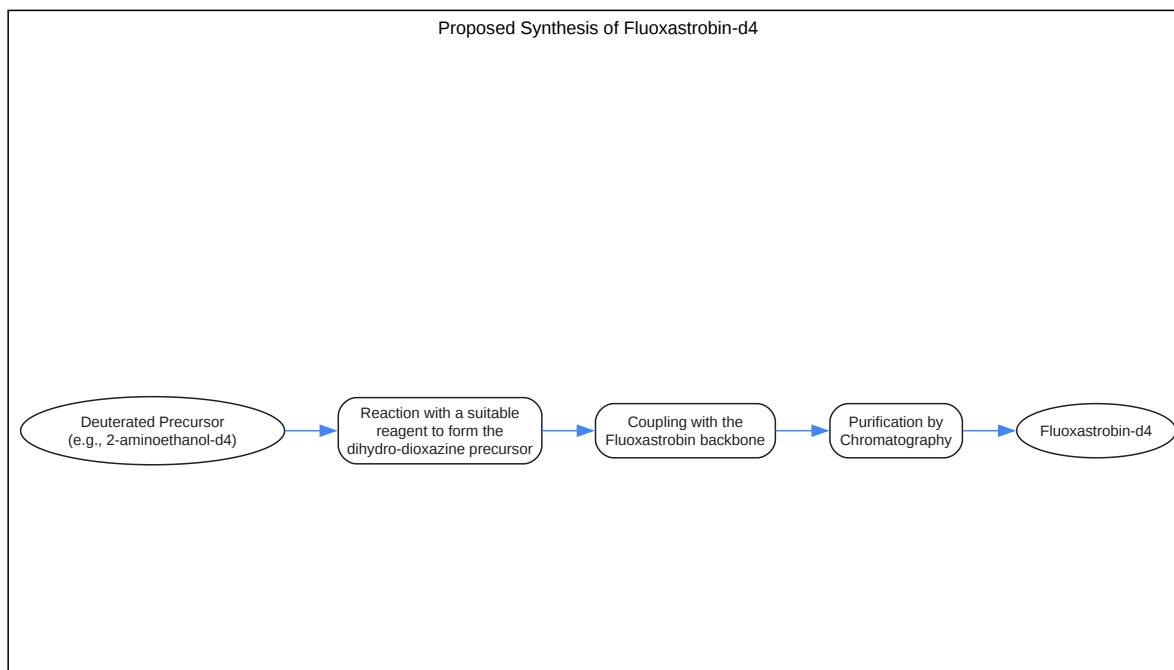 Proposed Synthesis of Fluoxastrobin-d4
Deuterated Precursor
(e.g., 2-aminoethanol-d4)
Reaction with a suitable
reagent to form the
dihydro-dioxazine precursor
Coupling with the
Fluoxastrobin backbone
Purification by
Chromatography
Fluoxastrobin-d4